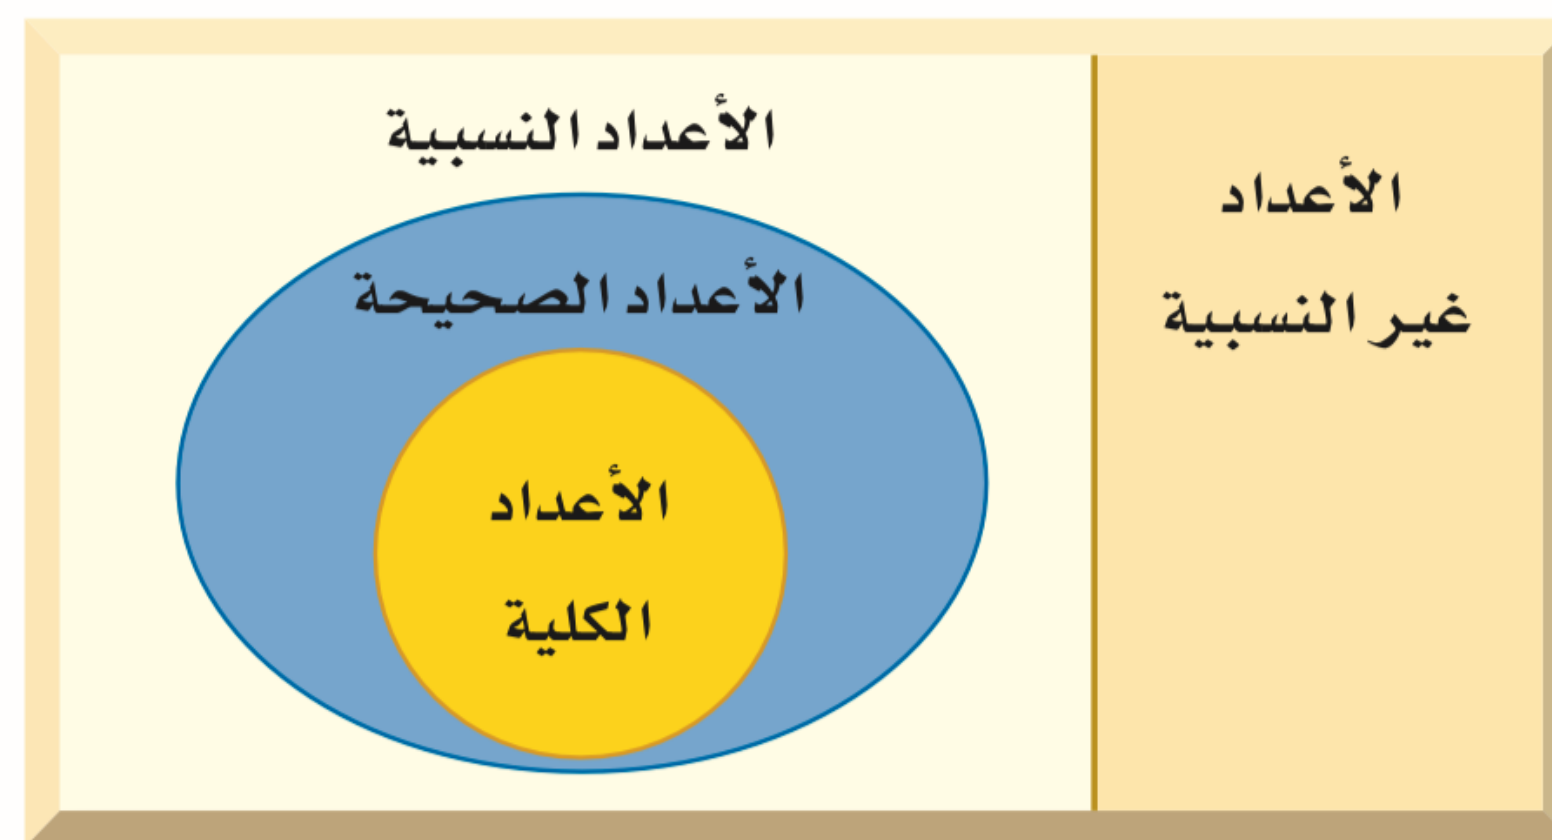 الأعداد النسبية
الأعداد
غير النسبية
الأعداد الصحيحة
الأعداد
الكلية